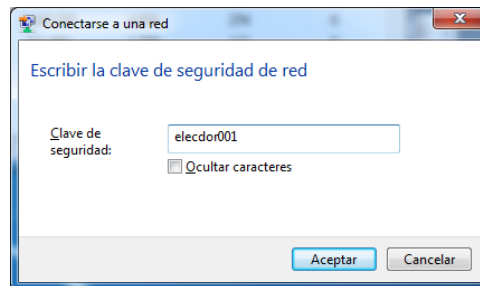 Conectarse a una red
Escribir la clave de seguridad de red
Clave de
seguridad:
elecdor001
Ocultar caracteres
Aceptar
Cancelar